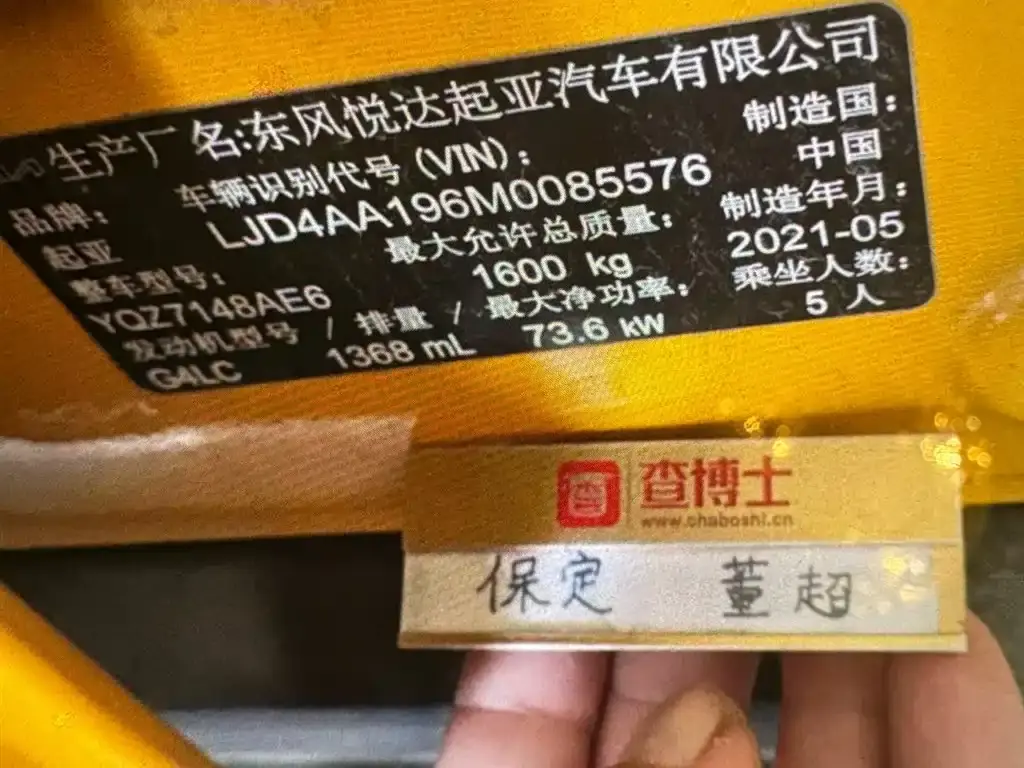 生产厂名:东风悦达起亚汽车有限公司
品牌:
起亚
车辆识别代号(VIN):
LJD4AA196M0085576
制造国:
中国
整车型号:
YQZ7148AE6
最大允许总质量:
1600 kg
制造年月:
2021-05
发动机型号 / 排量 / 最大净功率:
G4LC 1368 mL 73.6 kW
乘坐人数:
5 人
查博士
www.chaboshi.cn
保定 董超